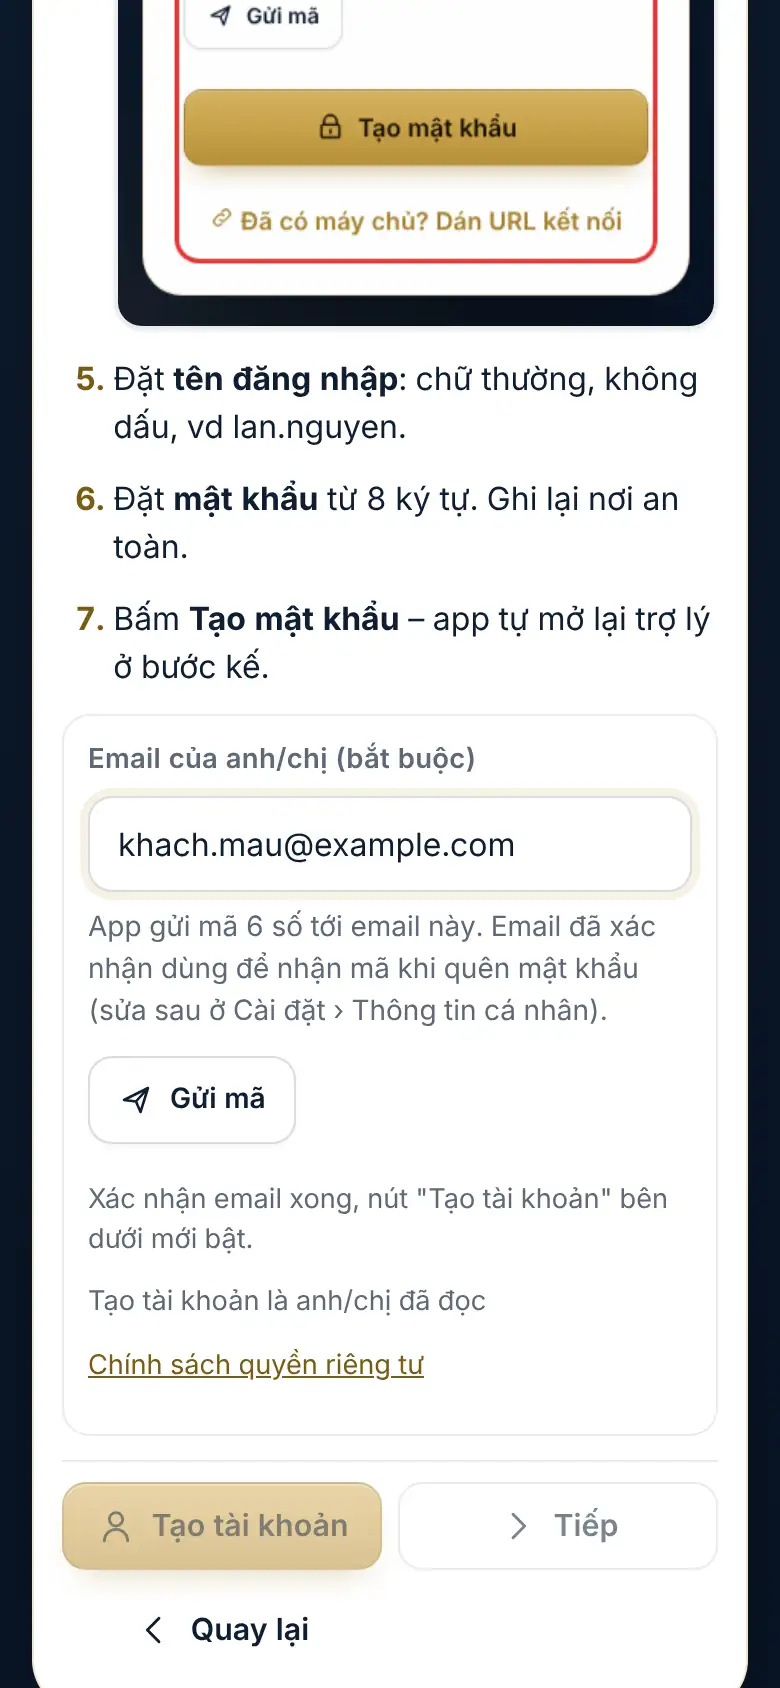 Gửi mã
Tạo mật khẩu
Đã có máy chủ? Dán URL kết nối
5. Đặt tên đăng nhập: chữ thường, không
dấu, vd lan.nguyen.
6. Đặt mật khẩu từ 8 ký tự. Ghi lại nơi an
toàn.
7. Bấm Tạo mật khẩu – app tự mở lại trợ lý
ở bước kế.
Email của anh/chị (bắt buộc)
khach.mau@example.com
App gửi mã 6 số tới email này. Email đã xác
nhận dùng để nhận mã khi quên mật khẩu
(sửa sau ở Cài đặt › Thông tin cá nhân).
Gửi mã
Xác nhận email xong, nút "Tạo tài khoản" bên
dưới mới bật.
Tạo tài khoản là anh/chị đã đọc
Chính sách quyền riêng tư
Tạo tài khoản
Tiếp
Quay lại